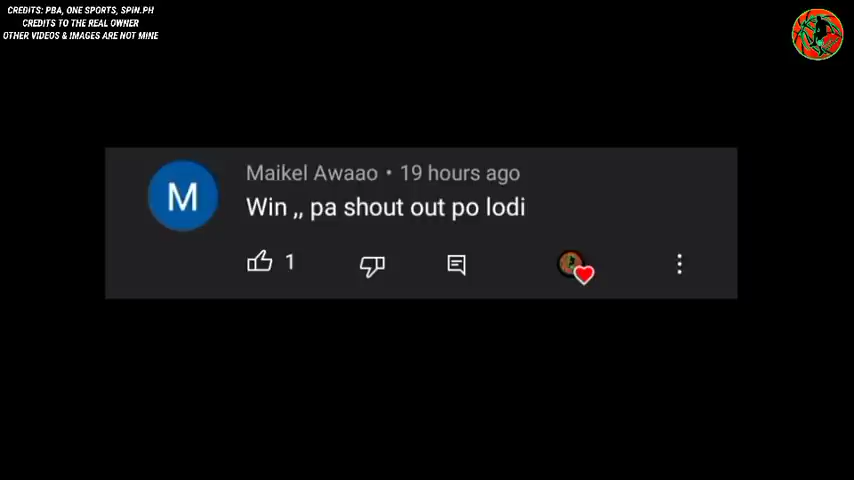 CREDITS: PBA, ONE SPORTS, SPIN.PH
CREDITS TO THE REAL OWNER
OTHER VIDEOS & IMAGES ARE NOT MINE
M
Maikel Awaao • 19 hours ago
Win ,, pa shout out po lodi
1